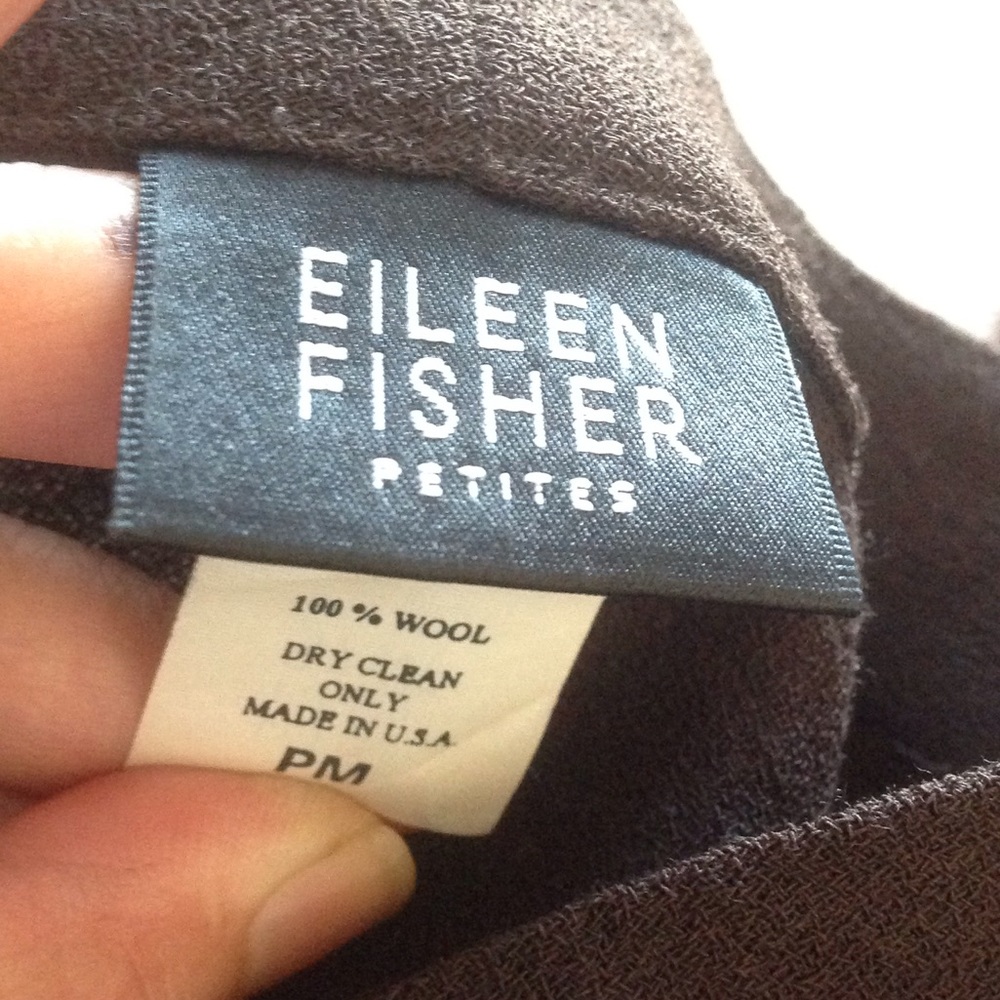 EILEEN
FISHER
PETITES
100 % WOOL
DRY CLEAN
ONLY
MADE IN U.S.A.
PM